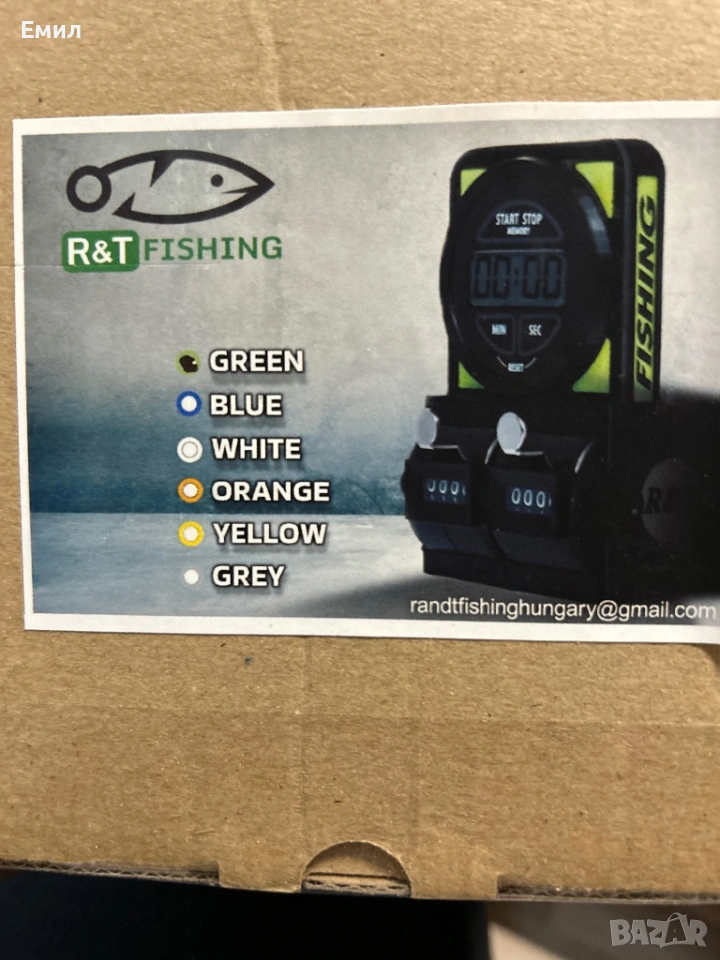 Емил
R&T FISHING
START STOP
MEMORY
00:00
MIN SEC
RESET
FISHING
GREEN
BLUE
WHITE
ORANGE
YELLOW
GREY
000
000
randtfishinghungary@gmail.com
BAZAR